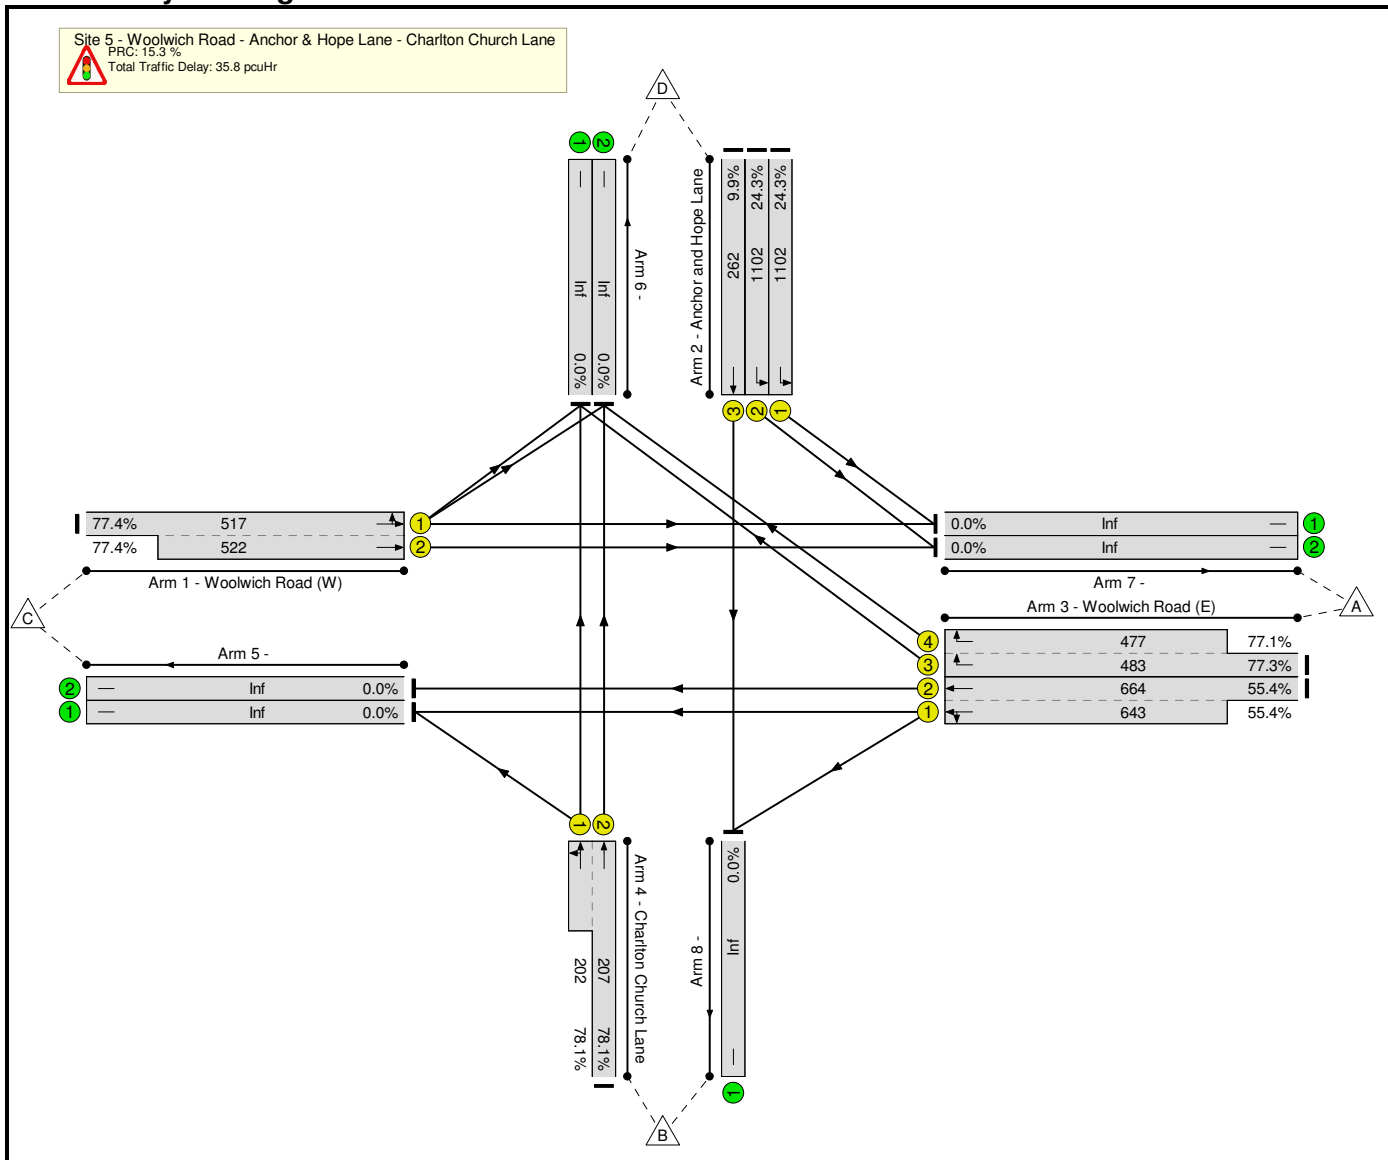 Site 5 - Woolwich Road - Anchor & Hope Lane - Charlton Church Lane
PRC: 15.3 %
Total Traffic Delay: 35.8 pcuHr
D
1
2
Inf
Inf
0.0%
0.0%
Arm 6 -
Arm 2 - Anchor and Hope Lane
9.9%
24.3%
24.3%
262
1102
1102
3
2
1
77.4% 517 1
77.4% 522 2
Arm 1 - Woolwich Road (W)
C
0.0% Inf 1
0.0% Inf 2
Arm 7 -
Arm 3 - Woolwich Road (E)
A
4 477 77.1%
3 483 77.3%
2 664 55.4%
1 643 55.4%
Arm 5 -
2 Inf 0.0%
1 Inf 0.0%
1
2
202
207
78.1%
78.1%
Arm 4 - Charlton Church Lane
Arm 8 -
0.0%
Inf
1
B